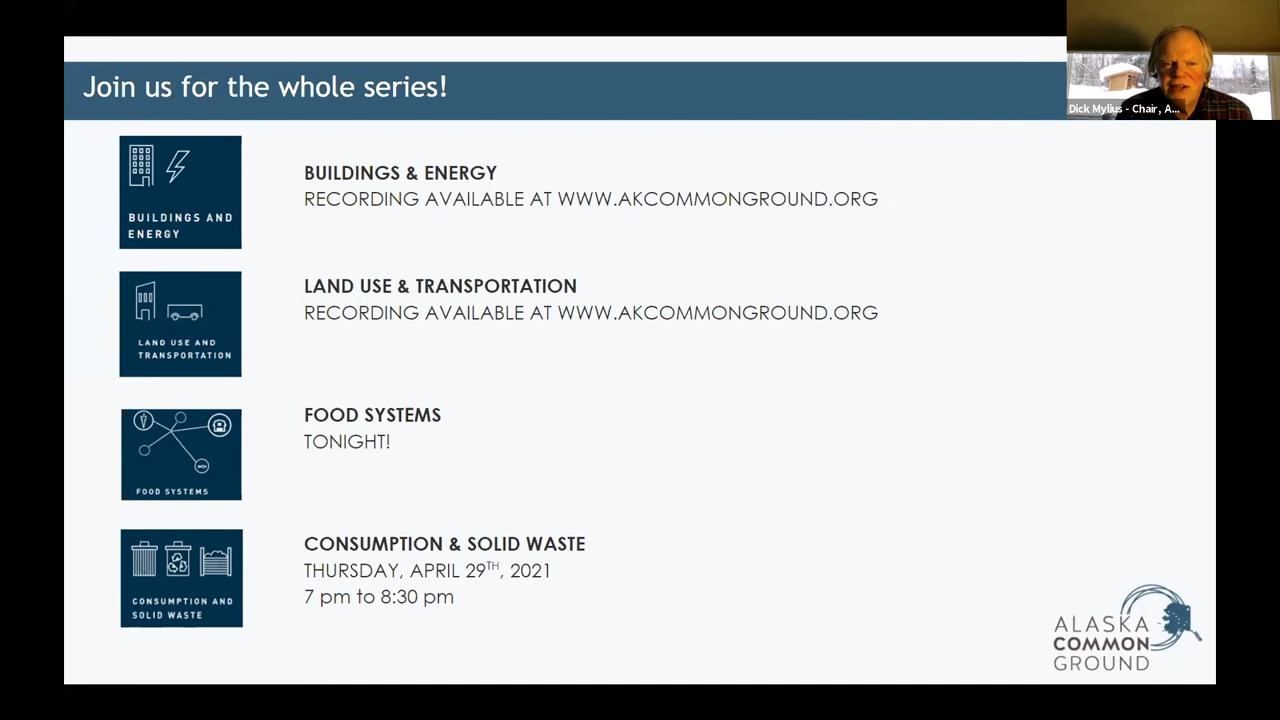 Join us for the whole series!
Dick Mylius - Chair, A...
BUILDINGS AND
ENERGY
BUILDINGS & ENERGY
RECORDING AVAILABLE AT WWW.AKCOMMONGROUND.ORG
LAND USE AND
TRANSPORTATION
LAND USE & TRANSPORTATION
RECORDING AVAILABLE AT WWW.AKCOMMONGROUND.ORG
FOOD SYSTEMS
FOOD SYSTEMS
TONIGHT!
CONSUMPTION AND
SOLID WASTE
CONSUMPTION & SOLID WASTE
THURSDAY, APRIL 29TH, 2021
7 pm to 8:30 pm
ALASKA
COMMON
GROUND